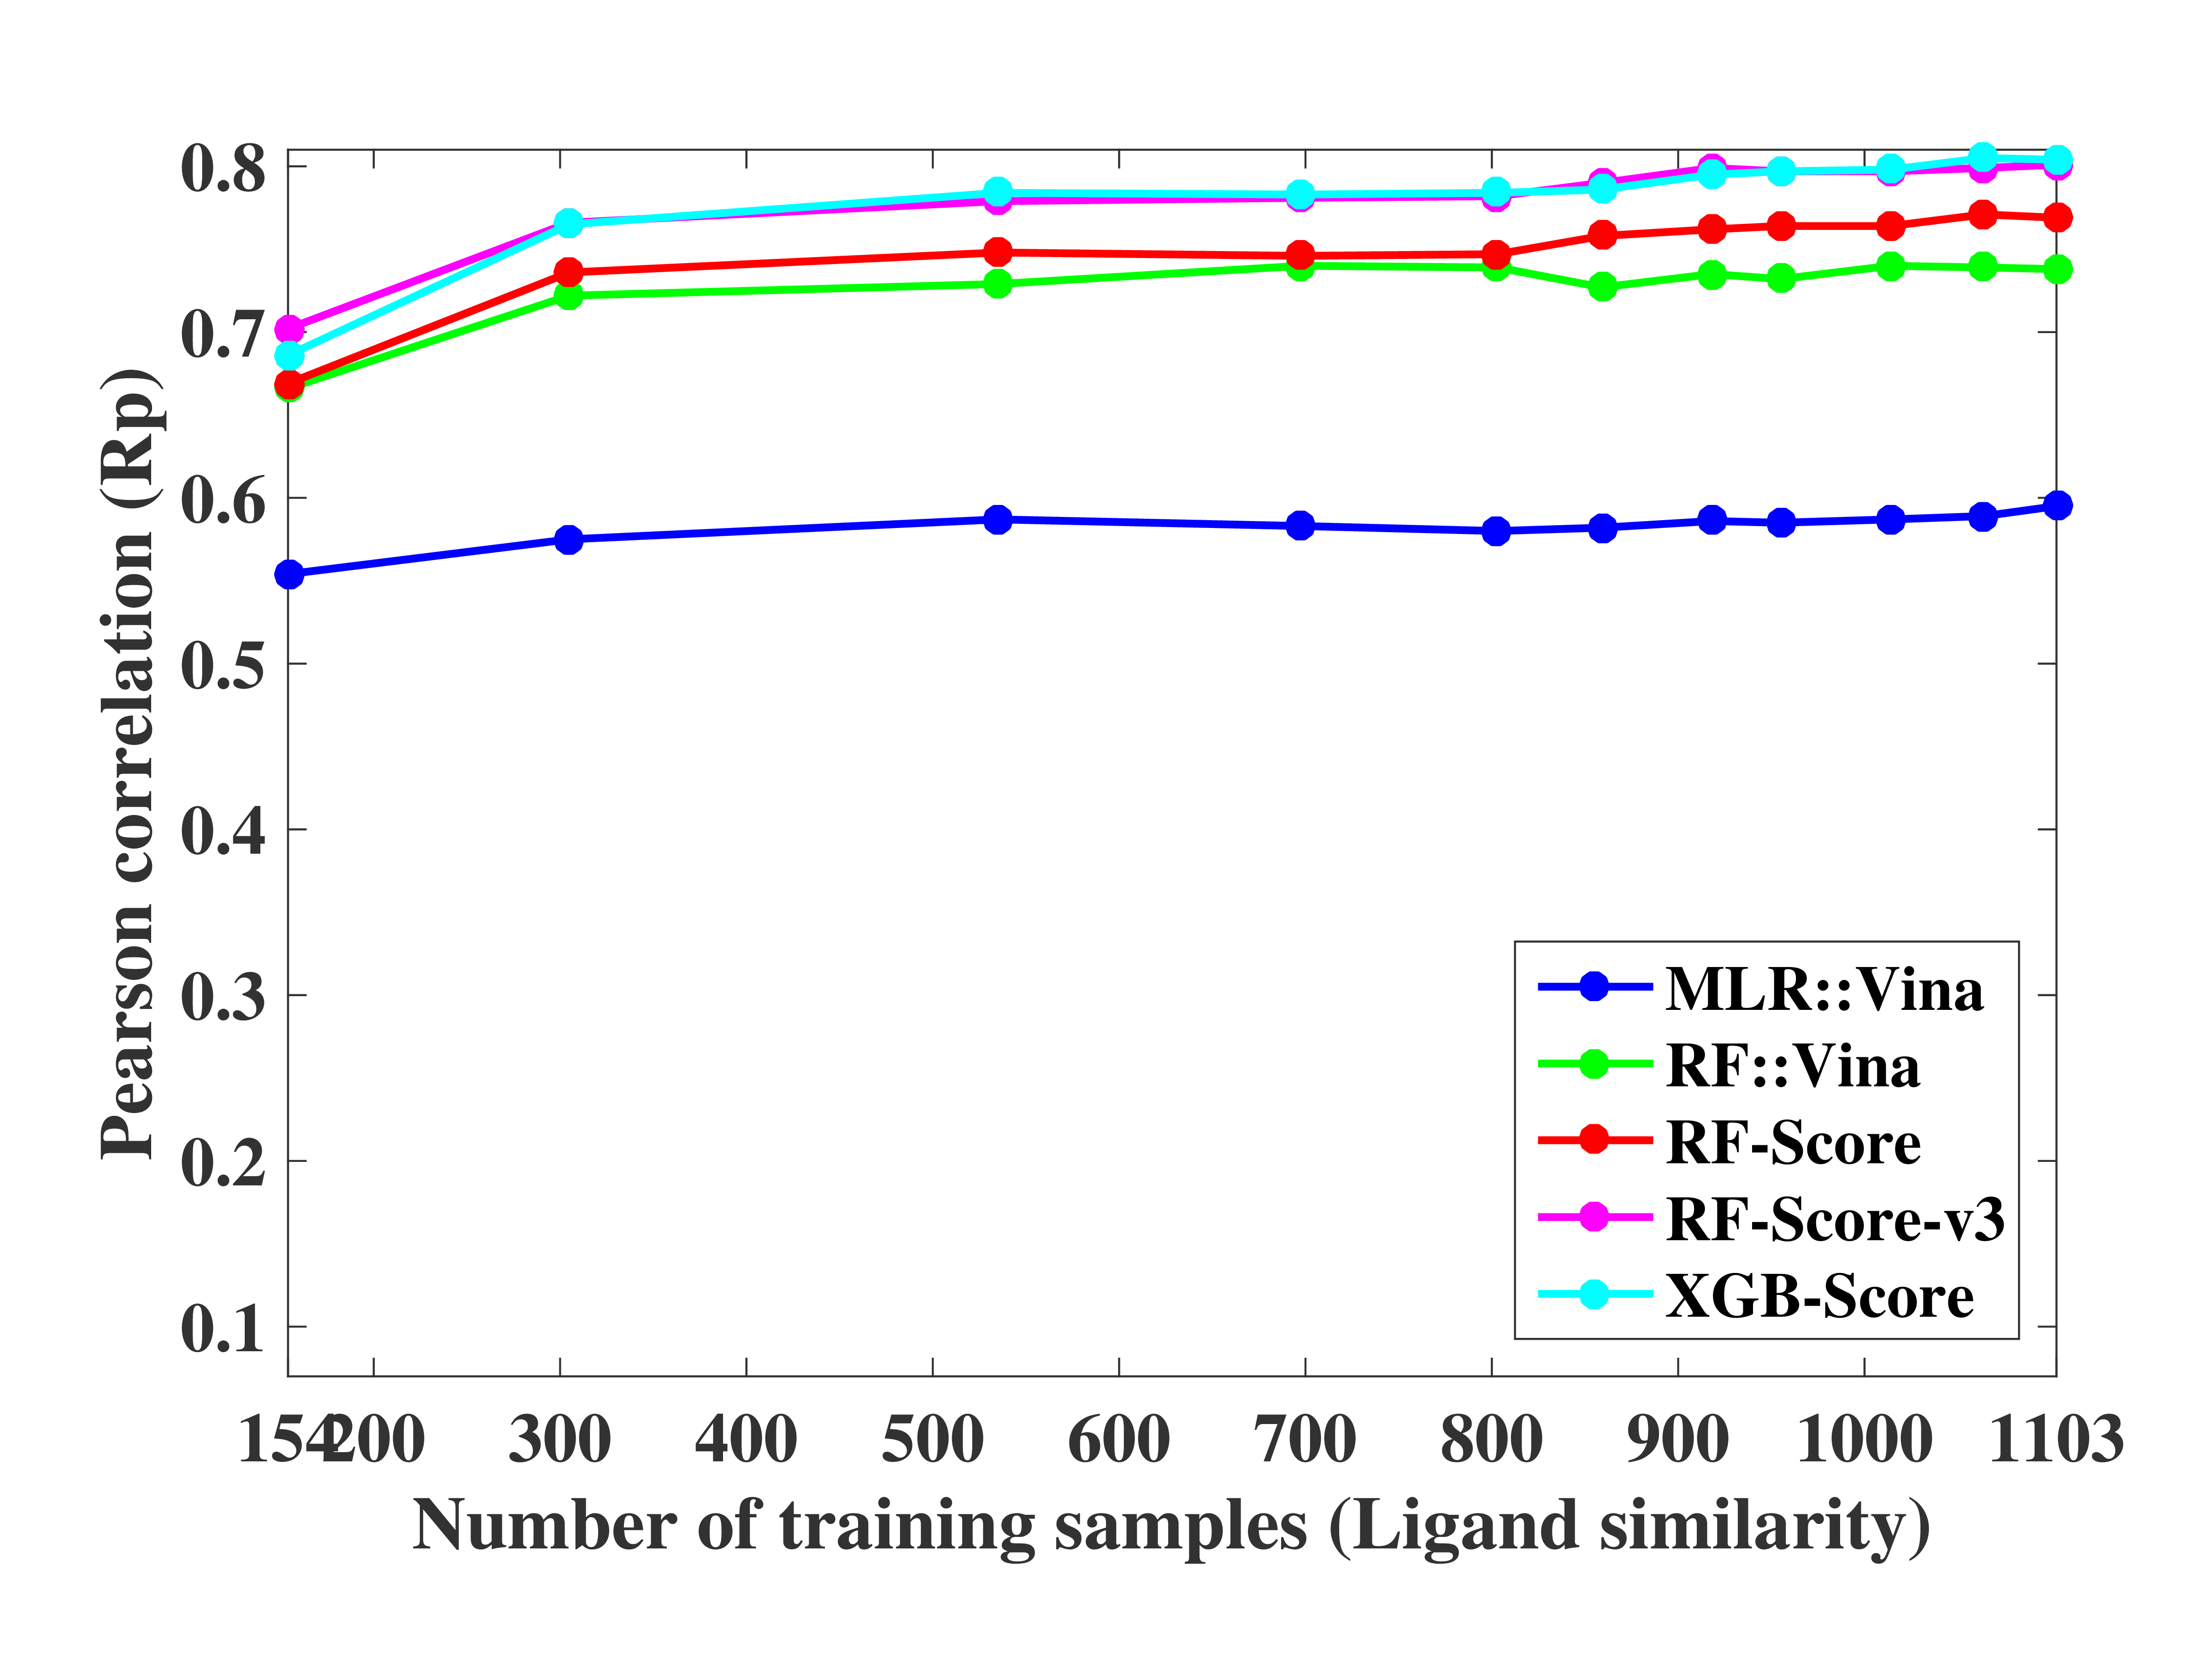 Pearson correlation (Rp)
0.8
0.7
0.6
0.5
0.4
0.3
0.2
0.1
MLR::Vina
RF::Vina
RF-Score
RF-Score-v3
XGB-Score
154 200 300 400 500 600 700 800 900 1000 1103
Number of training samples (Ligand similarity)